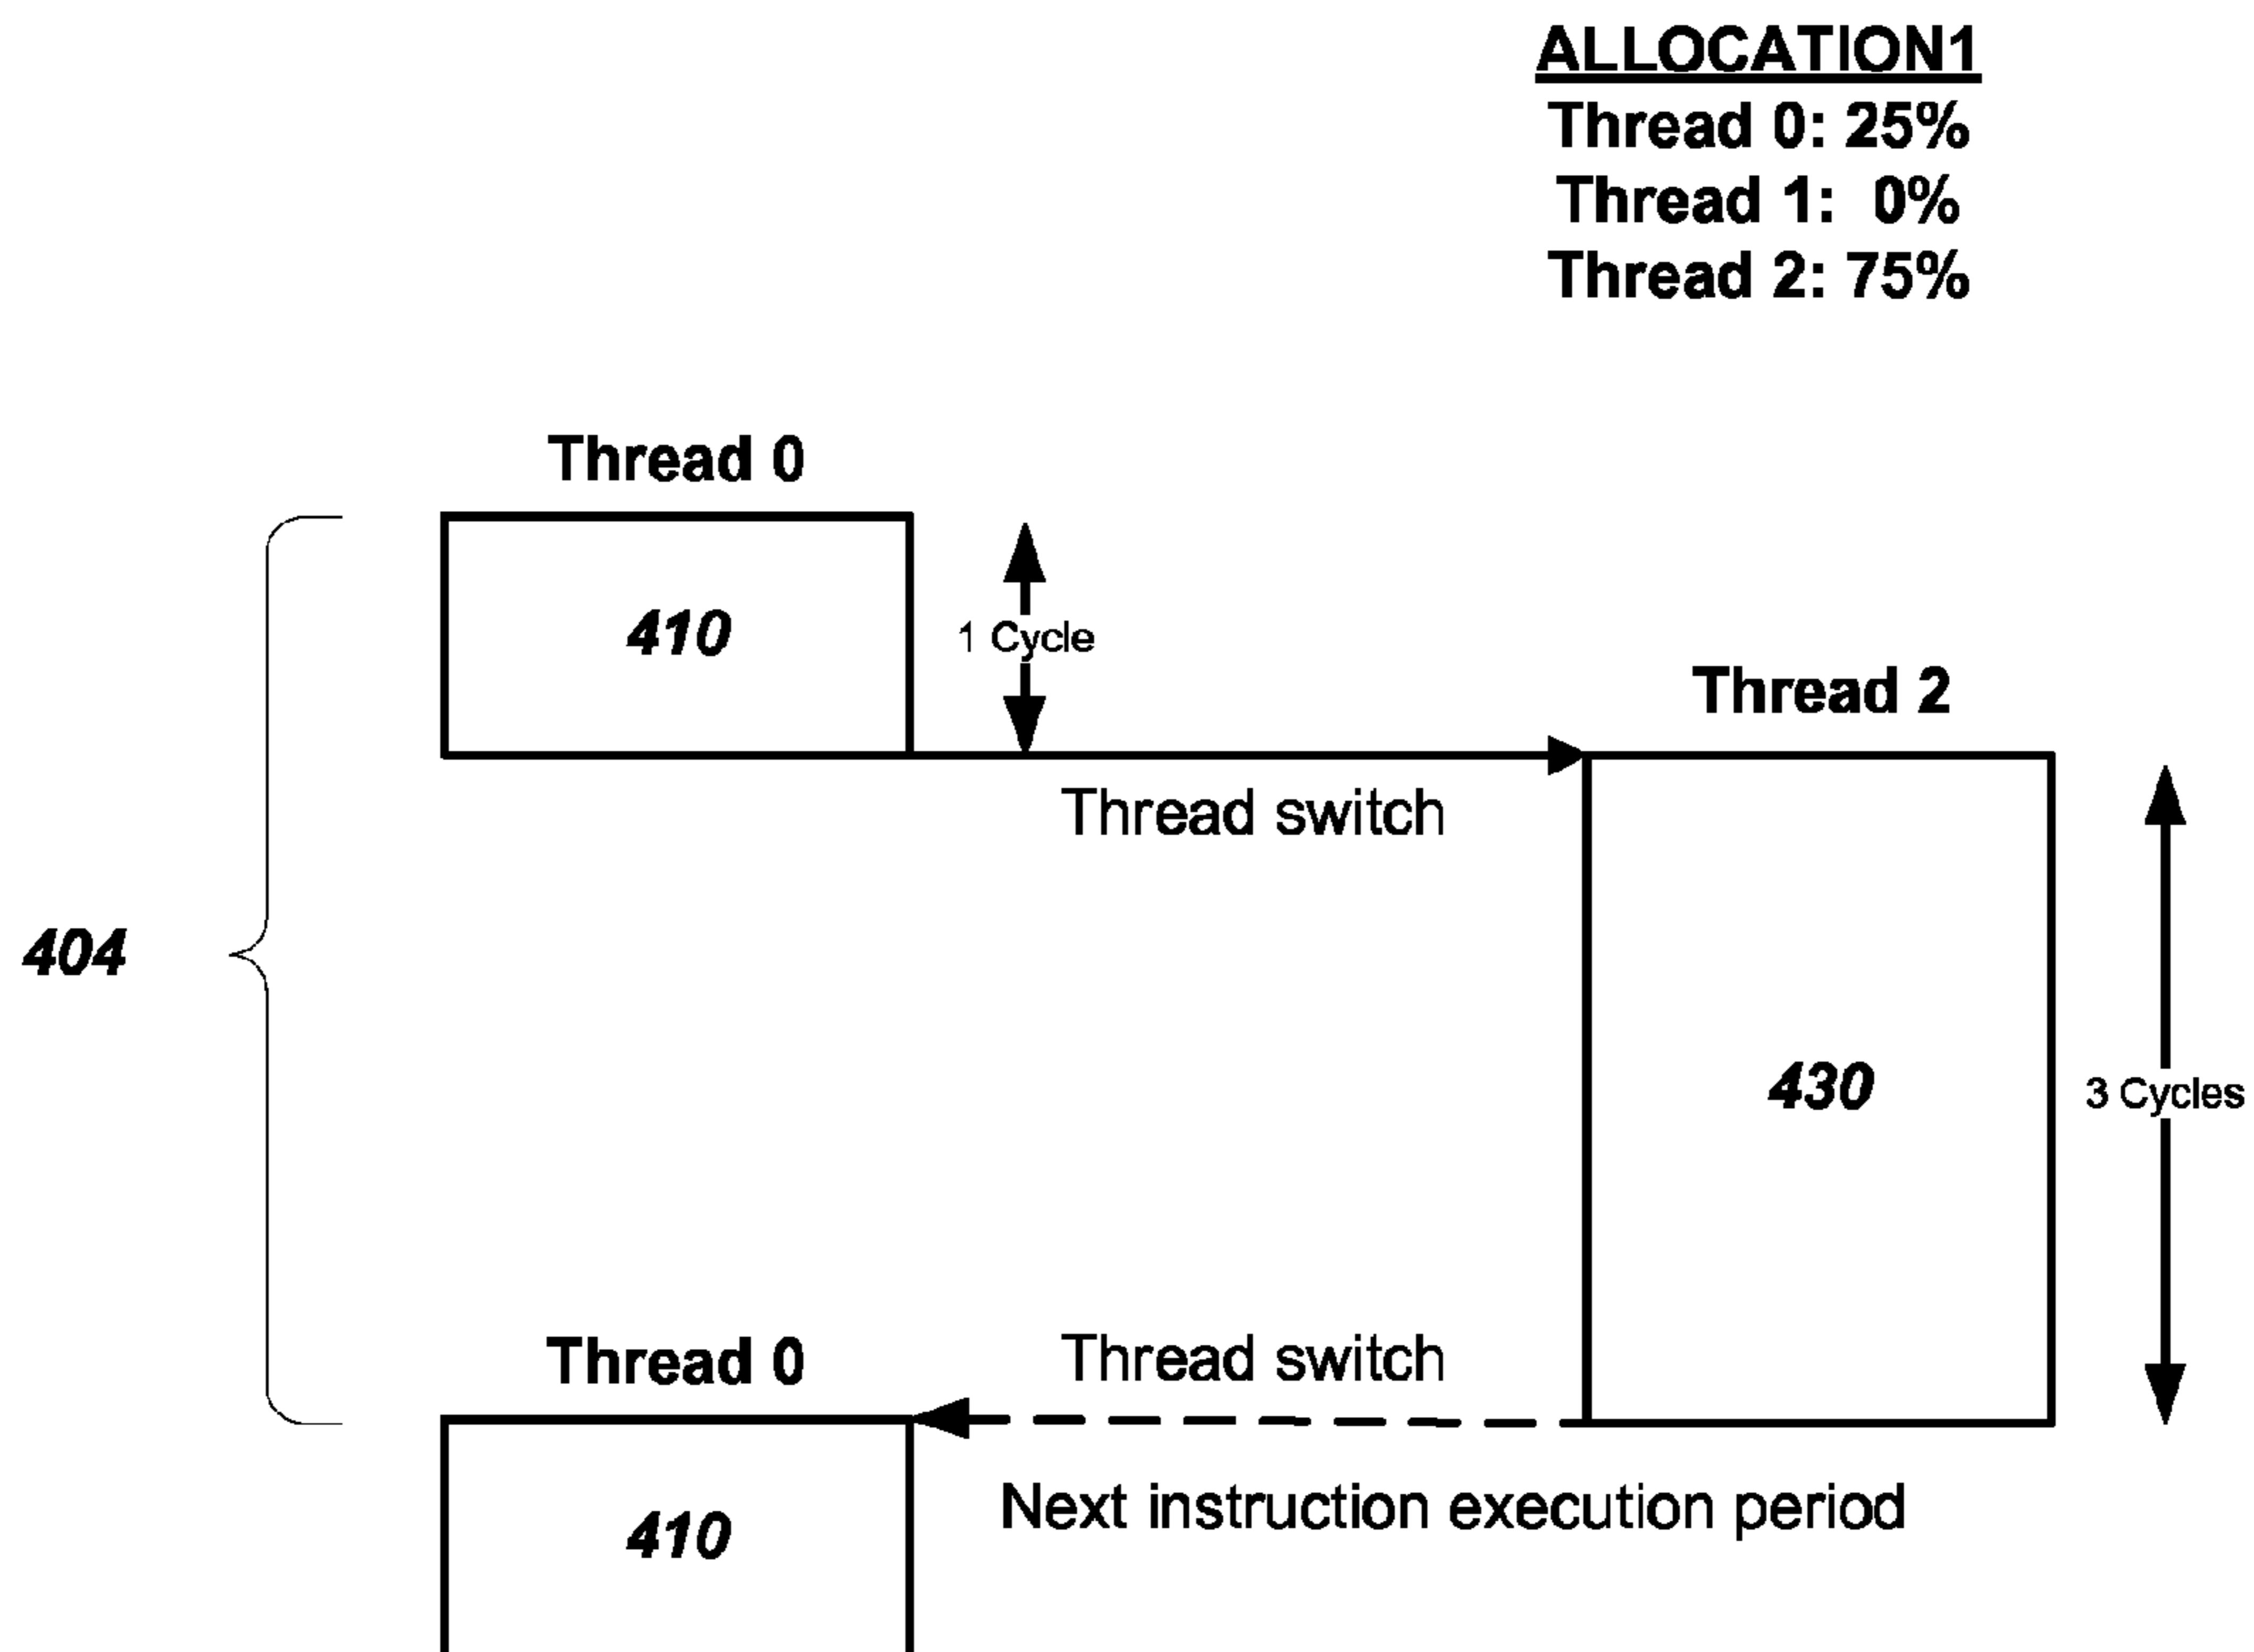 ALLOCATION1
Thread 0: 25%
Thread 1: 0%
Thread 2: 75%
Thread 0
410
1 Cycle
Thread 2
Thread switch
404
430
3 Cycles
Thread 0
Thread switch
410
Next instruction execution period